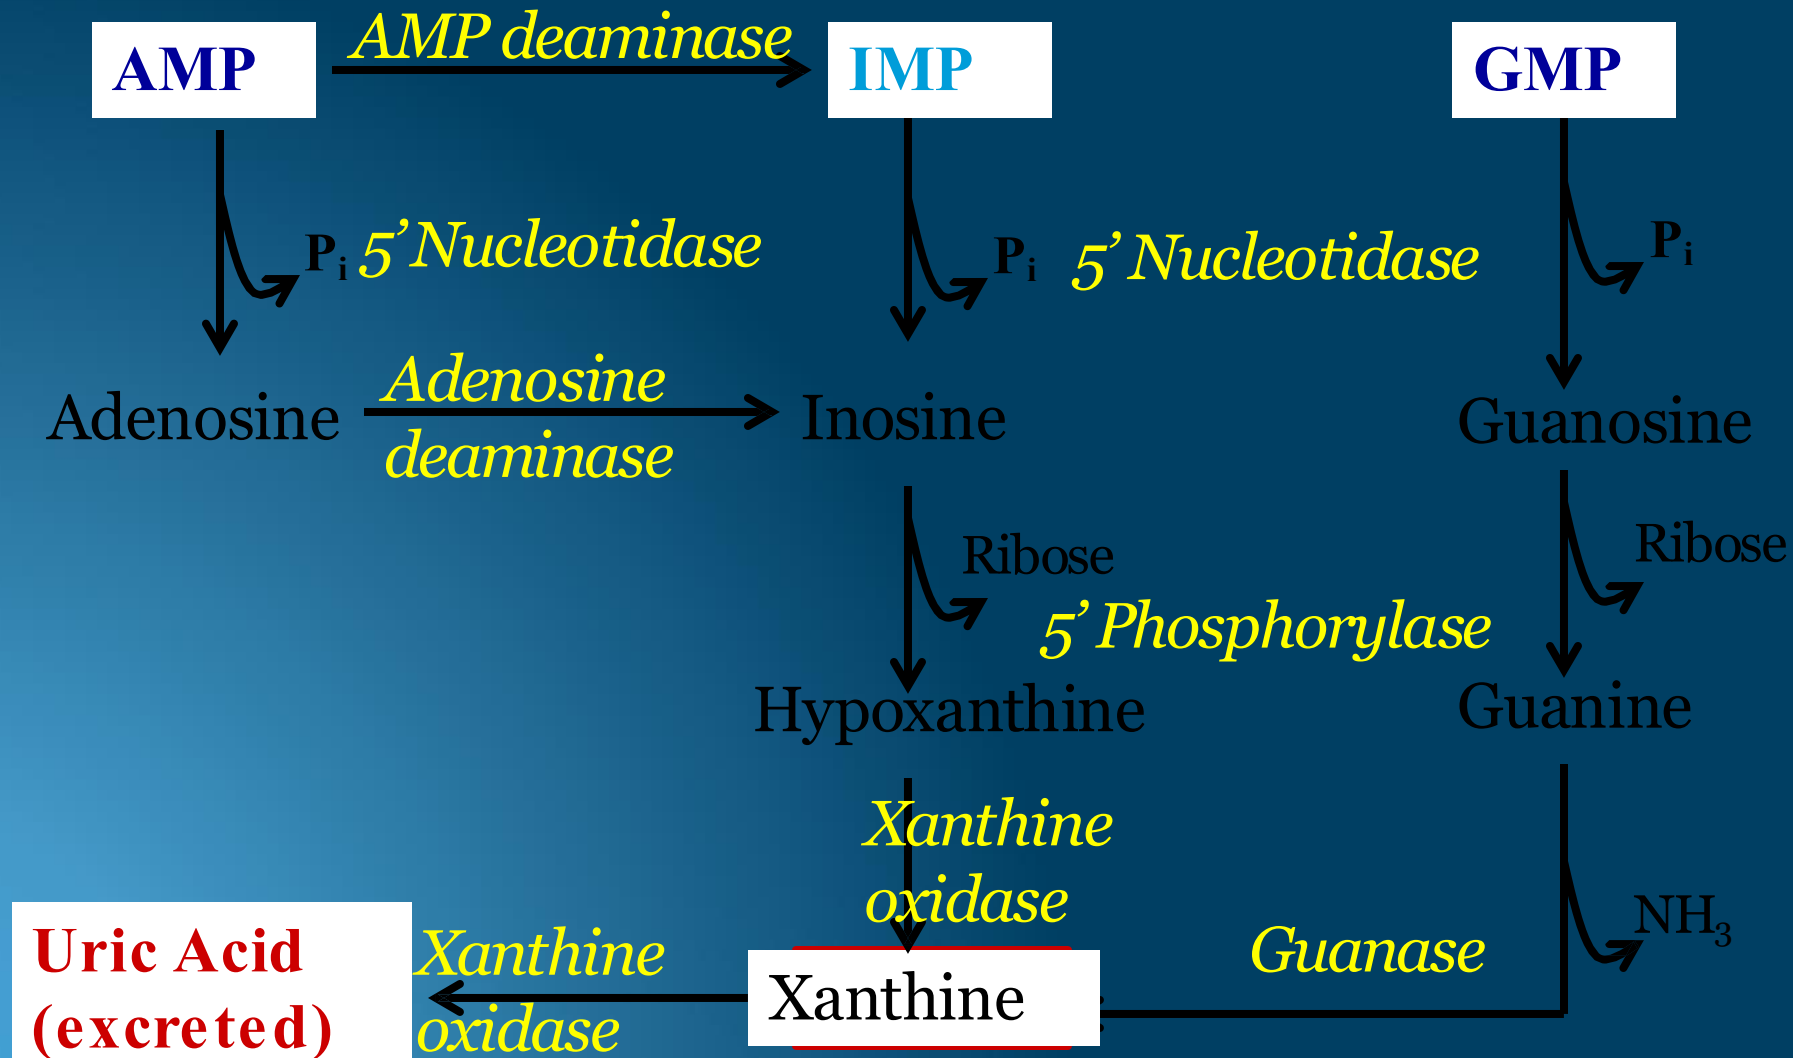 AMP
AMP deaminase
IMP
GMP
Pi
5’ Nucleotidase
Pi
5’ Nucleotidase
Pi
Adenosine
Adenosine
deaminase
Inosine
Guanosine
Ribose
Ribose
5’ Phosphorylase
Hypoxanthine
Guanine
Xanthine
oxidase
NH3
Uric Acid
(excreted)
Xanthine
oxidase
Xanthine
Guanase